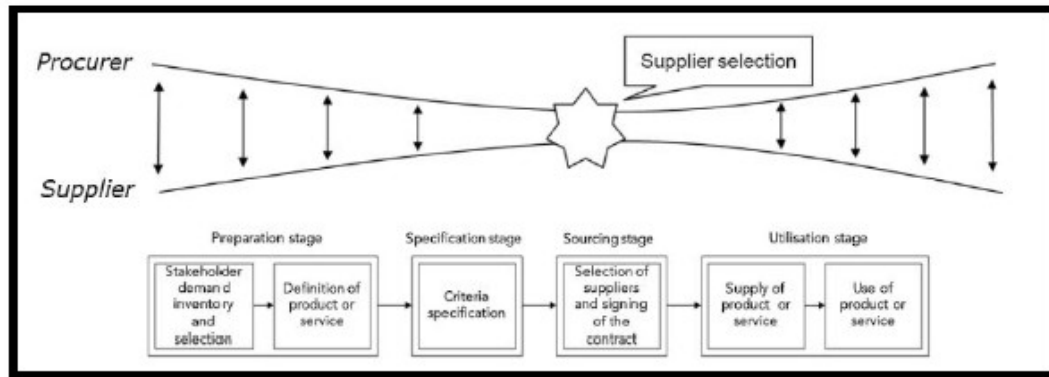 Procurer
Supplier selection
Supplier
Preparation stage
Specification stage
Sourcing stage
Utilisation stage
Stakeholder
demand
inventory
and
selection
Definition of
product or
service
Criteria
specification
Selection of
suppliers
and signing
of the
contract
Supply of
product or
service
Use of
product or
service